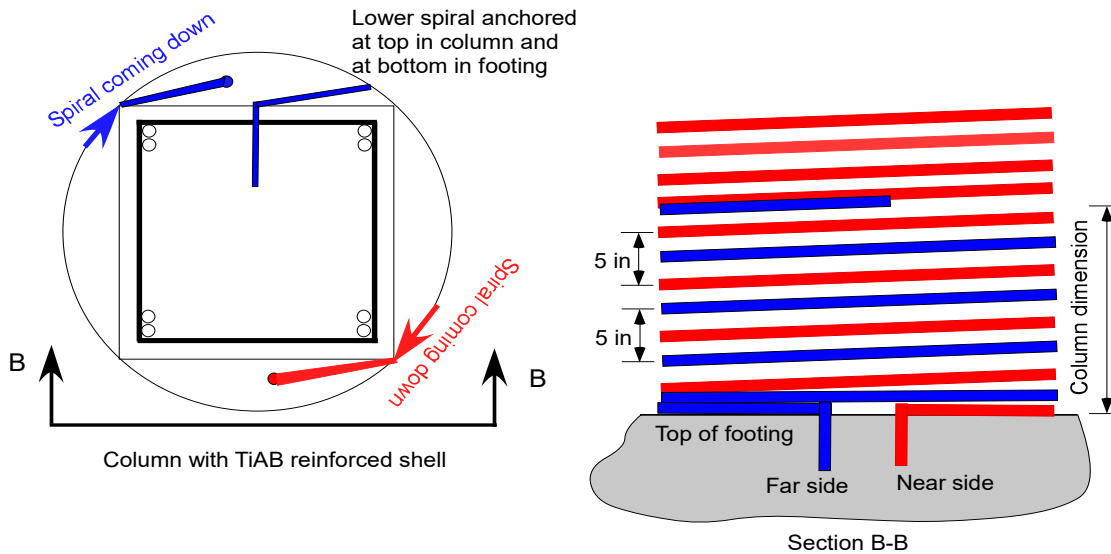 Spiral coming down
Lower spiral anchored
at top in column and
at bottom in footing
Spiral coming down
B
B
Column with TiAB reinforced shell
5 in
5 in
Column dimension
Top of footing
Far side
Near side
Section B-B